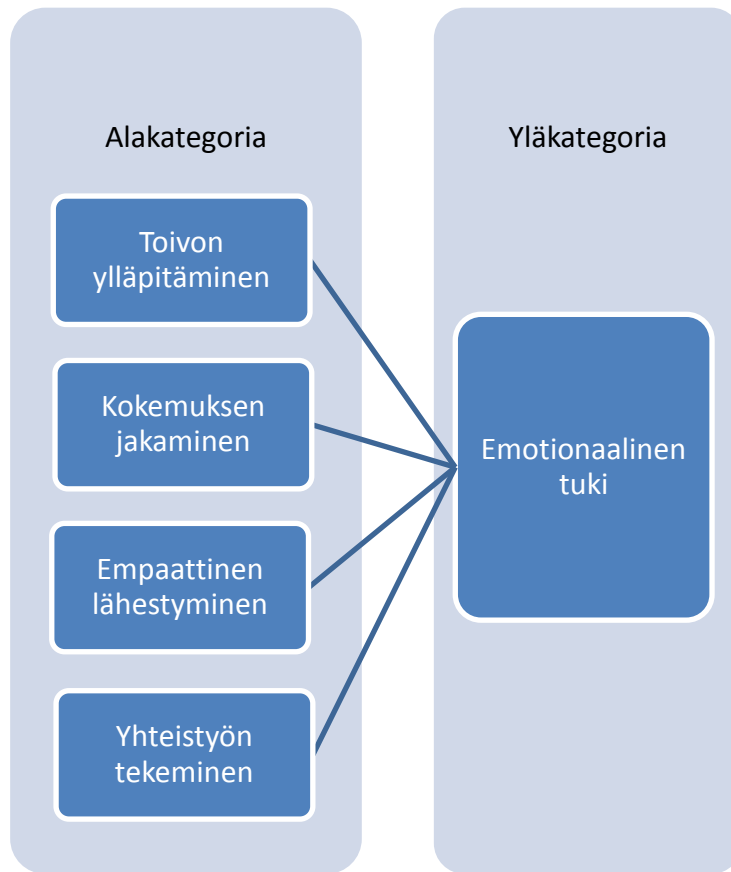 Alakategoria
Toivon
ylläpitäminen
Kokemuksen
jakaminen
Empaattinen
lähestyminen
Yhteistyön
tekeminen
Yläkategoria
Emotionaalinen
tuki